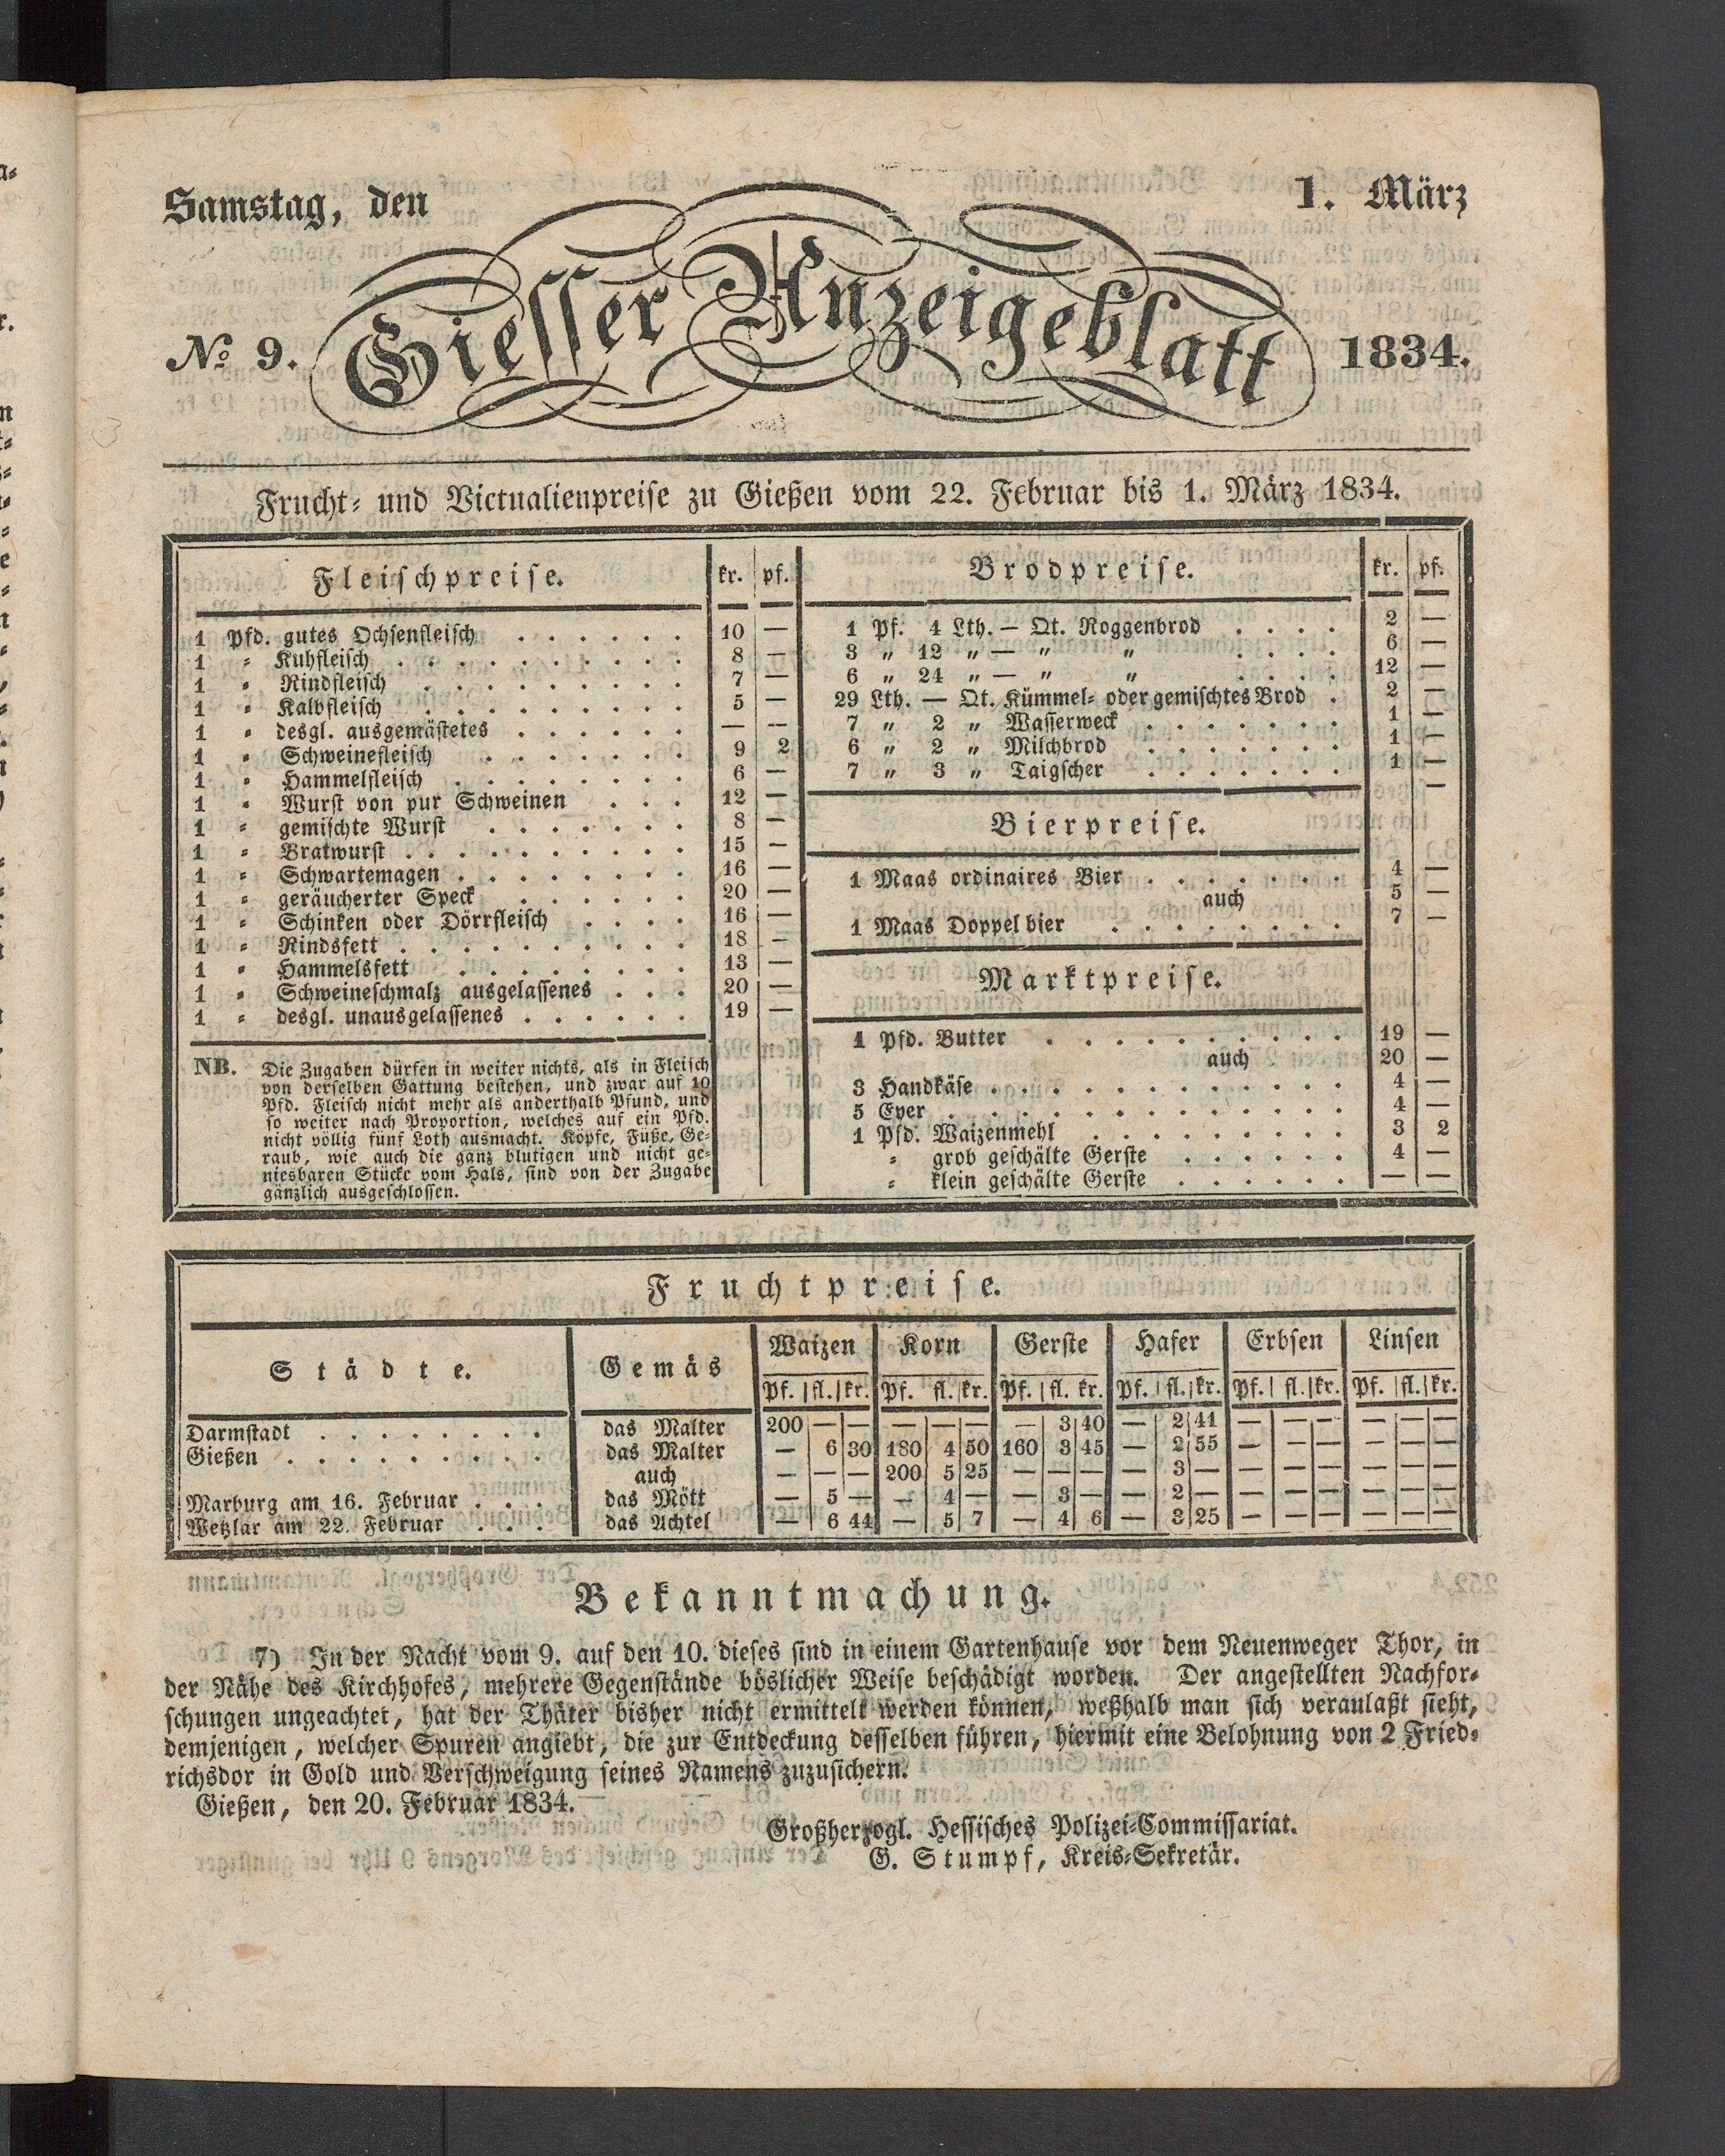 Samstag, den 1. März
No 9. Giesser Anzeigeblatt 1834.
Frucht- und Victualienpreise zu Gießen vom 22. Februar bis 1. März 1834.
Fleischpreise. kr. pf.
1 Pfd. gutes Ochsenfleisch . . . . . . 10 —
1 " Kuhfleisch . . . . . . . . . . 8 —
1 " Rindfleisch . . . . . . . . . 7 —
1 " Kalbfleisch . . . . . . . . . 5 —
1 " desgl. ausgemästetes . . . . . . — —
1 " Schweinefleisch . . . . . . . 9 2
1 " Hammelfleisch . . . . . . . . 6 —
1 " Wurst von pur Schweinen . . . 12 —
1 " gemischte Wurst . . . . . . . 8 —
1 " Bratwurst . . . . . . . . . . 15 —
1 " Schwartemagen . . . . . . . . 16 —
1 " geräucherter Speck . . . . . . 20 —
1 " Schinken oder Dörrfleisch . . . . 16 —
1 " Rindsfett . . . . . . . . . . 18 —
1 " Hammelsfett . . . . . . . . . 13 —
1 " Schweineschmalz ausgelassenes . . . 20 —
1 " desgl. unausgelassenes . . . . . . 19 —
NB. Die Zugaben dürfen in weiter nichts, als in Fleisch
von derselben Gattung bestehen, und zwar auf 10
Pfd. Fleisch nicht mehr als anderthalb Pfund, und
so weiter nach Proportion, welches auf ein Pfd.
nicht völlig fünf Loth ausmacht. Köpfe, Füße, Ge-
raub, wie auch die ganz blutigen und nicht ge-
niesbaren Stücke vom Hals, sind von der Zugabe
gänzlich ausgeschlossen.
Brodpreise. kr. pf.
1 Pf. 4 Lth. — Qt. Roggenbrod . . . . 2 —
3 " 12 " — " " . . . . 6 —
6 " 24 " — " " . . . . 12 —
29 Lth. — Qt. Kümmel- oder gemischtes Brod . 2 —
7 " 2 " Wasserweck . . . . . . . 1 —
6 " 2 " Milchbrod . . . . . . . 1 —
7 " 3 " Taigscher . . . . . . . 1 —
Bierpreise.
1 Maas ordinaires Bier . . . . . . . 4 —
auch 5 —
1 Maas Doppelbier . . . . . . . . 7 —
Marktpreise.
1 Pfd. Butter . . . . . . . . . . 19 —
auch 20 —
3 Handkäse . . . . . . . . . . . . 4 —
5 Eyer . . . . . . . . . . . . . 4 —
1 Pfd. Waizenmehl . . . . . . . . . 3 2
" grob geschälte Gerste . . . . . . 4 —
" klein geschälte Gerste . . . . . . — —
Fruchtpreise.
Städte. Gemäs Waizen Korn Gerste Hafer Erbsen Linsen
Pf. fl. kr. Pf. fl. kr. Pf. fl. kr. Pf. fl. kr. Pf. fl. kr. Pf. fl. kr.
Darmstadt . . . . . . . . das Malter 200 — — — — — — 3 40 — 2 41 — — — — — —
Gießen . . . . . . . . . das Malter — 6 30 180 4 50 160 3 45 — 2 55 — — — — — —
auch — — — 200 5 25 — — — — 3 — — — — — — —
Marburg am 16. Februar . . . das Mött — 5 — — 4 — — 3 — — 2 — — — — — — —
Wetzlar am 22. Februar . . . das Achtel — 6 44 — 5 7 — 4 6 — 3 25 — — — — — —
Bekanntmachung.
7) In der Nacht vom 9. auf den 10. dieses sind in einem Gartenhause vor dem Neuenweger Thor, in
der Nähe des Kirchhofes, mehrere Gegenstände böslicher Weise beschädigt worden. Der angestellten Nachfor-
schungen ungeachtet, hat der Thäter bisher nicht ermittelt werden können, weßhalb man sich veranlaßt sieht,
demjenigen, welcher Spuren angiebt, die zur Entdeckung desselben führen, hiermit eine Belohnung von 2 Fried-
richsdor in Gold und Verschweigung seines Namens zuzusichern.
Gießen, den 20. Februar 1834.
Großherzogl. Hessisches Polizei-Commissariat.
G. Stumpf, Kreis-Sekretär.